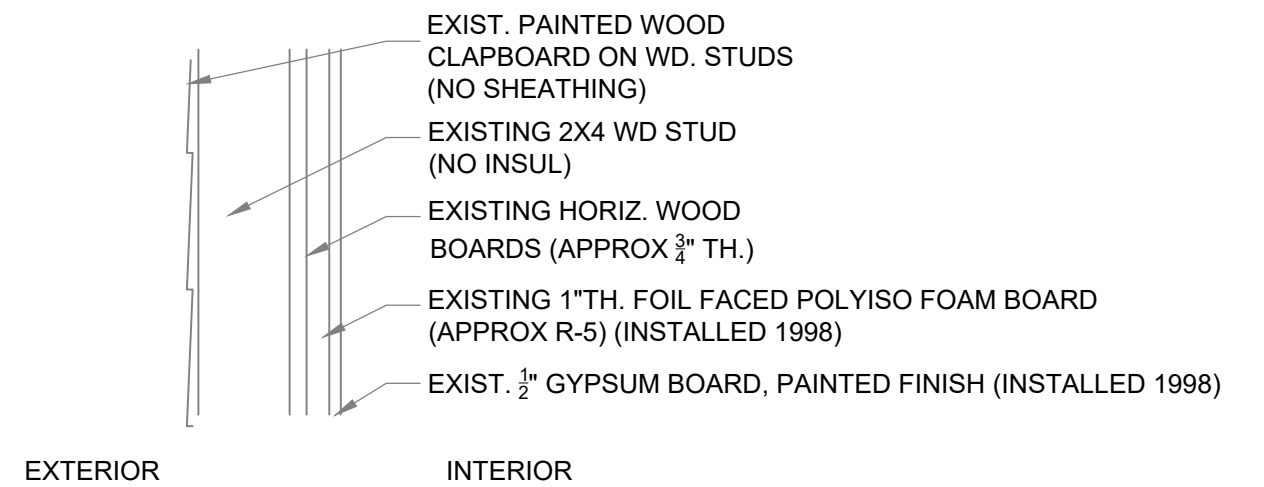 EXIST. PAINTED WOOD
CLAPBOARD ON WD. STUDS
(NO SHEATHING)
EXISTING 2X4 WD STUD
(NO INSUL)
EXISTING HORIZ. WOOD
BOARDS (APPROX 3/4" TH.)
EXISTING 1"TH. FOIL FACED POLYISO FOAM BOARD
(APPROX R-5) (INSTALLED 1998)
EXIST. 1/2" GYPSUM BOARD, PAINTED FINISH (INSTALLED 1998)
EXTERIOR INTERIOR